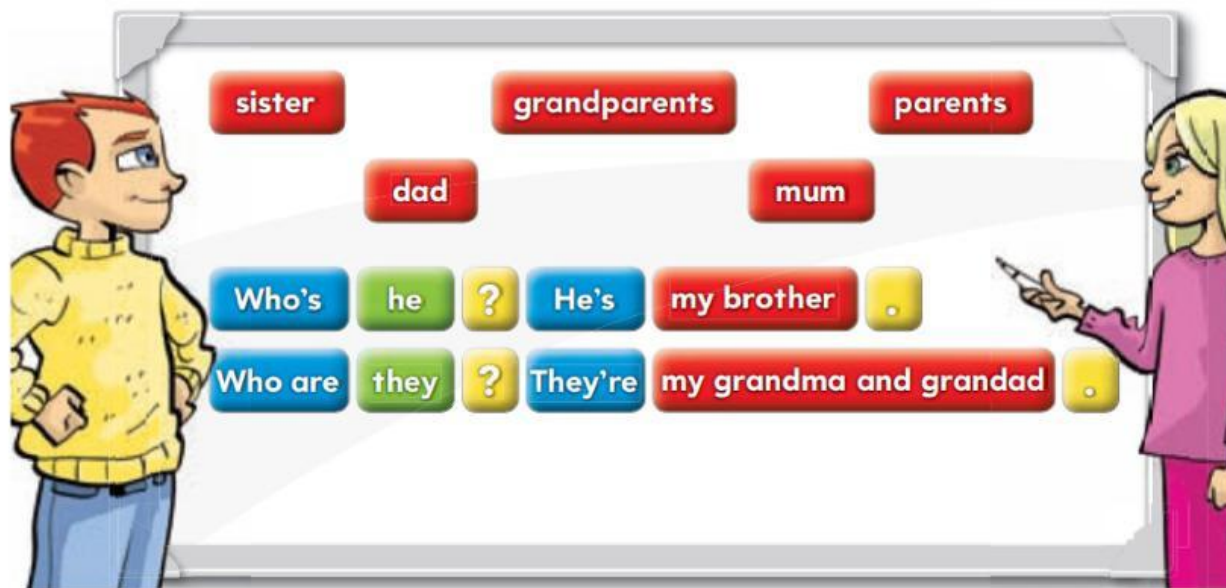 sister grandparents parents
dad mum
Who's he ? He's my brother .
Who are they ? They're my grandma and grandad .